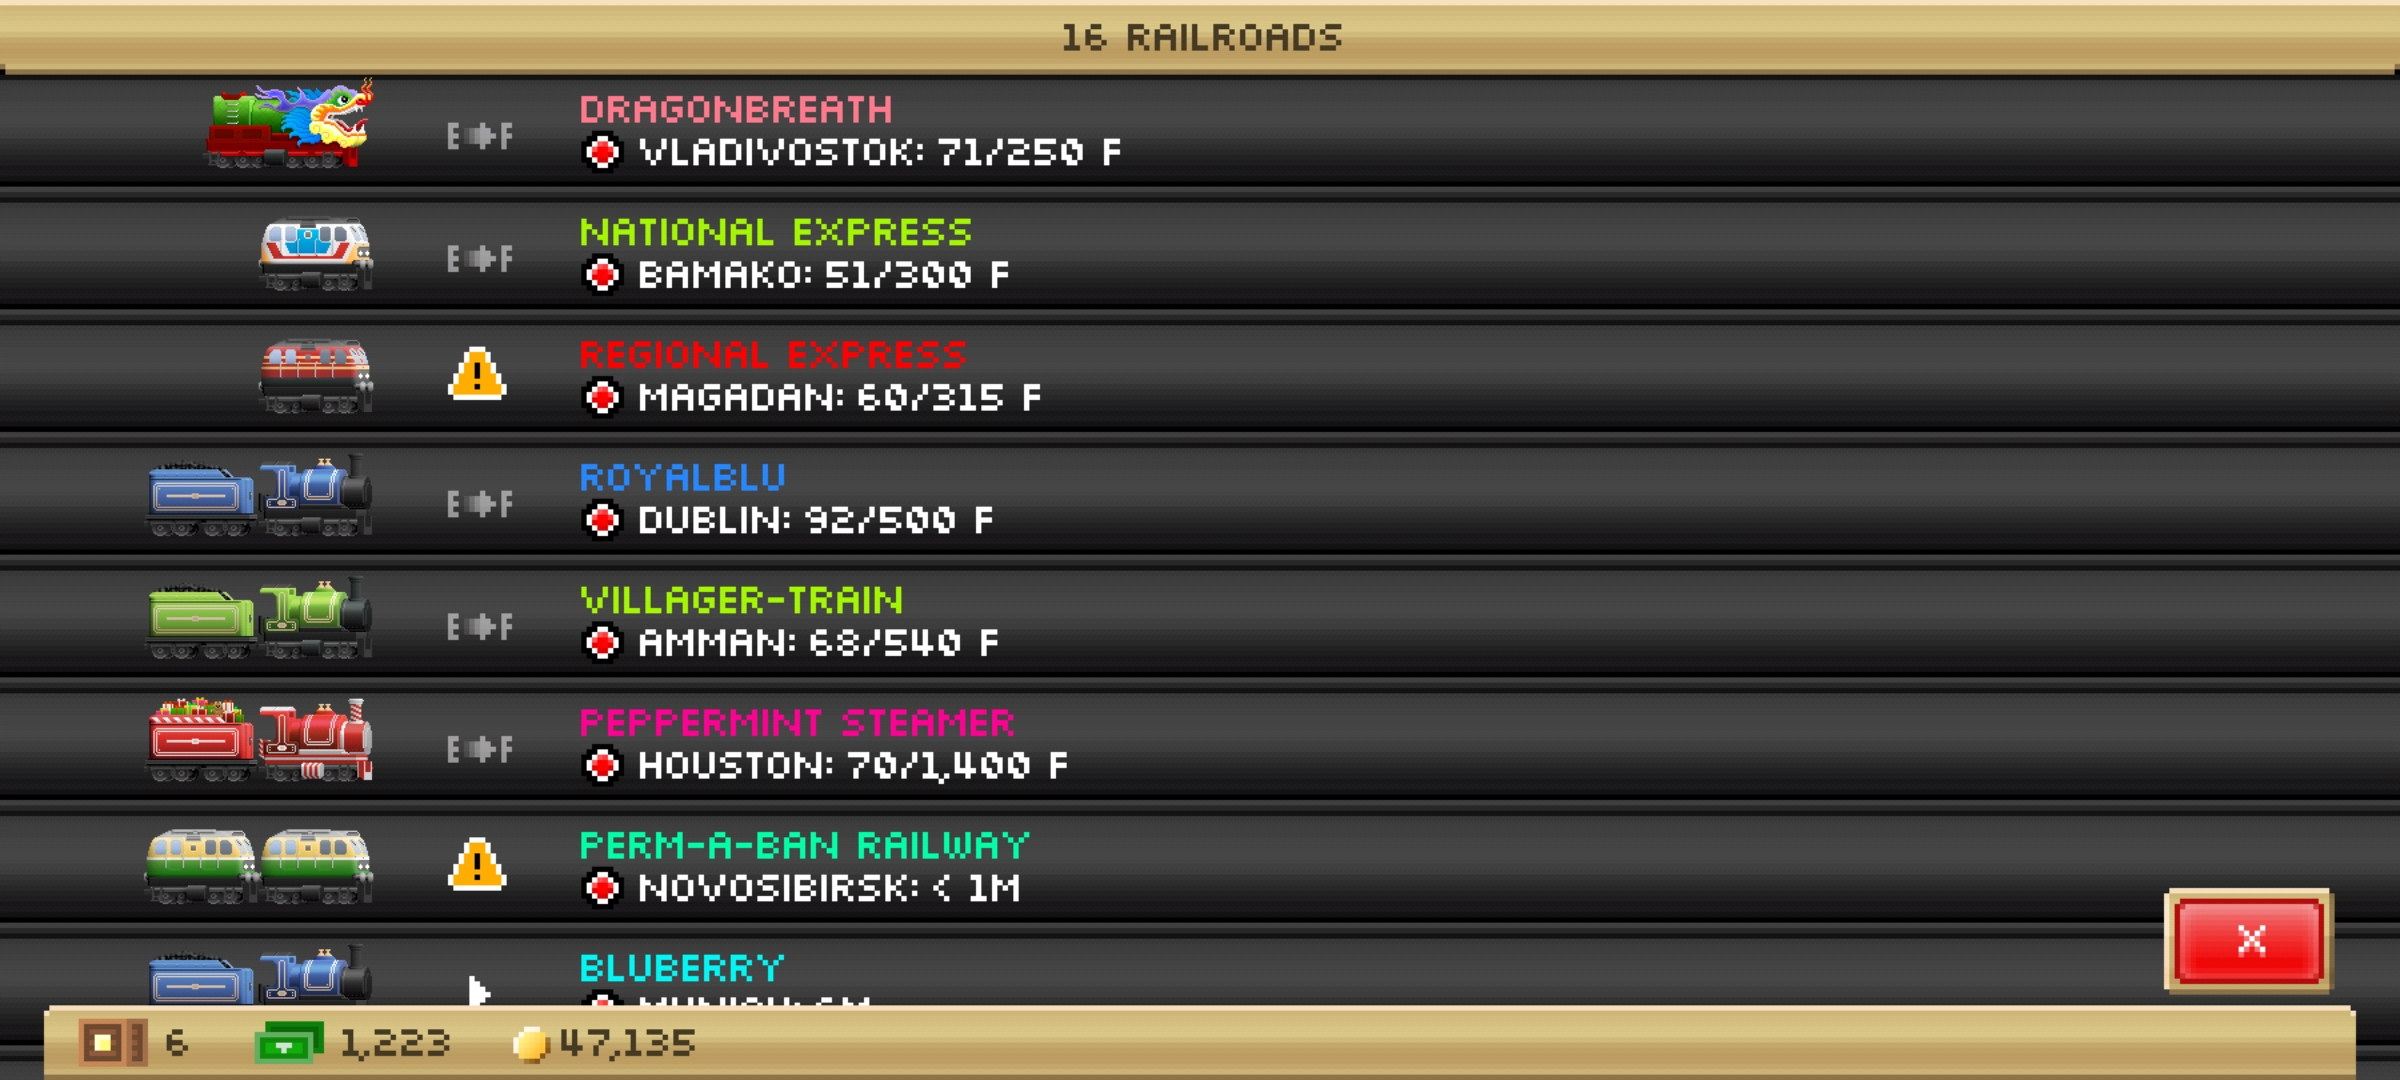 16 RAILROADS
DRAGONBREATH
E F
VLADIVOSTOK: 71/250 F
NATIONAL EXPRESS
E F
BAMAKO: 51/300 F
REGIONAL EXPRESS
MAGADAN: 60/315 F
ROYALBLU
E F
DUBLIN: 92/500 F
VILLAGER-TRAIN
E F
AMMAN: 68/540 F
PEPPERMINT STEAMER
E F
HOUSTON: 70/1,400 F
PERM-A-BAN RAILWAY
NOVOSIBIRSK: < 1M
BLUBERRY
X
6 1,223 47,135